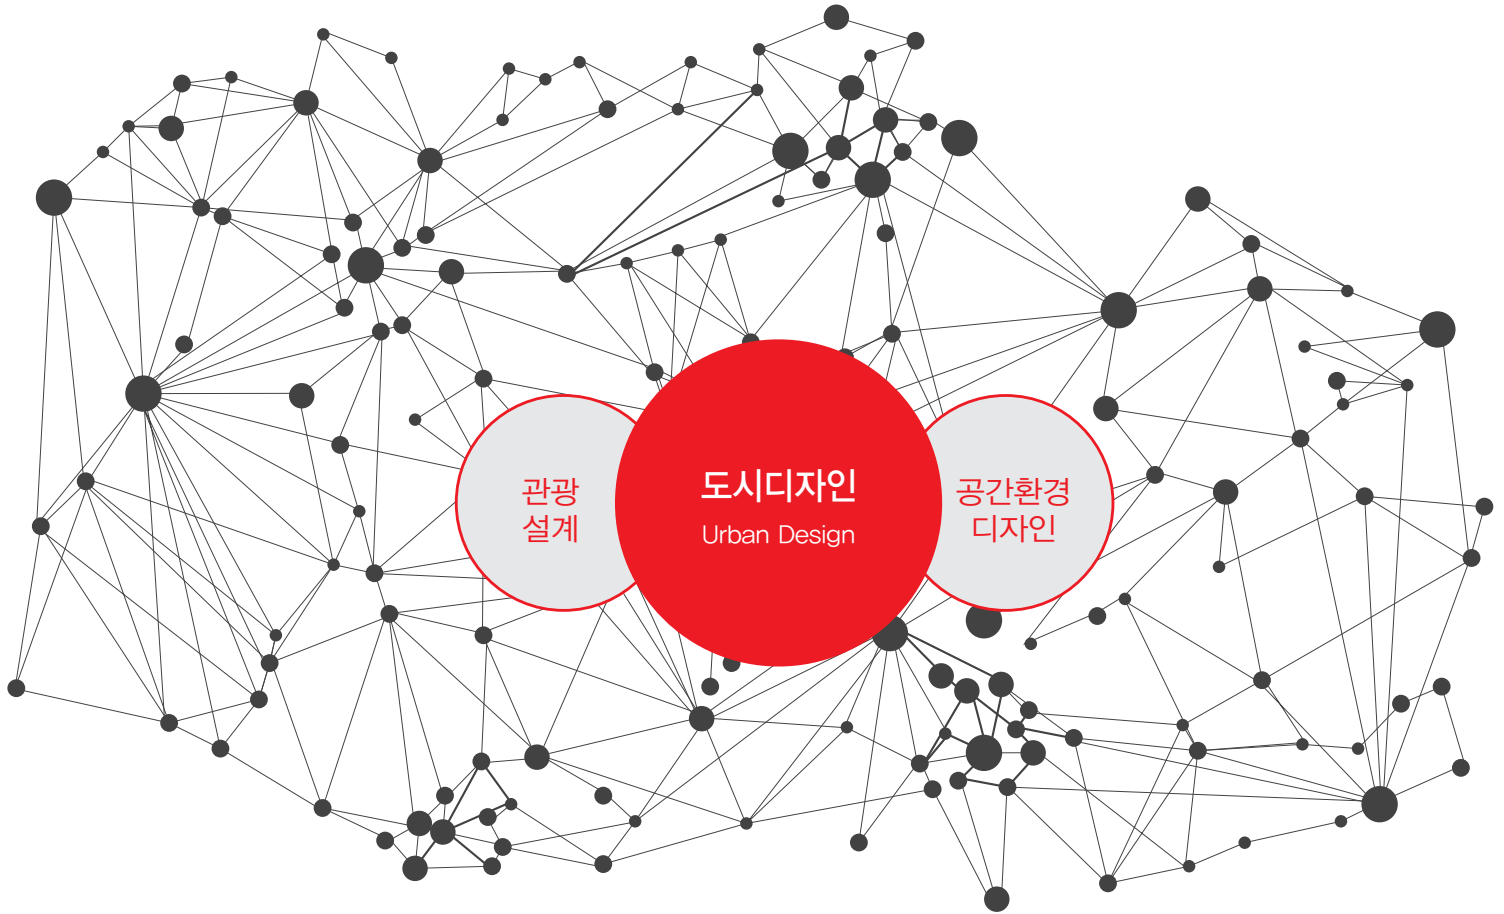 관광
설계
도시디자인
Urban Design
공간환경
디자인